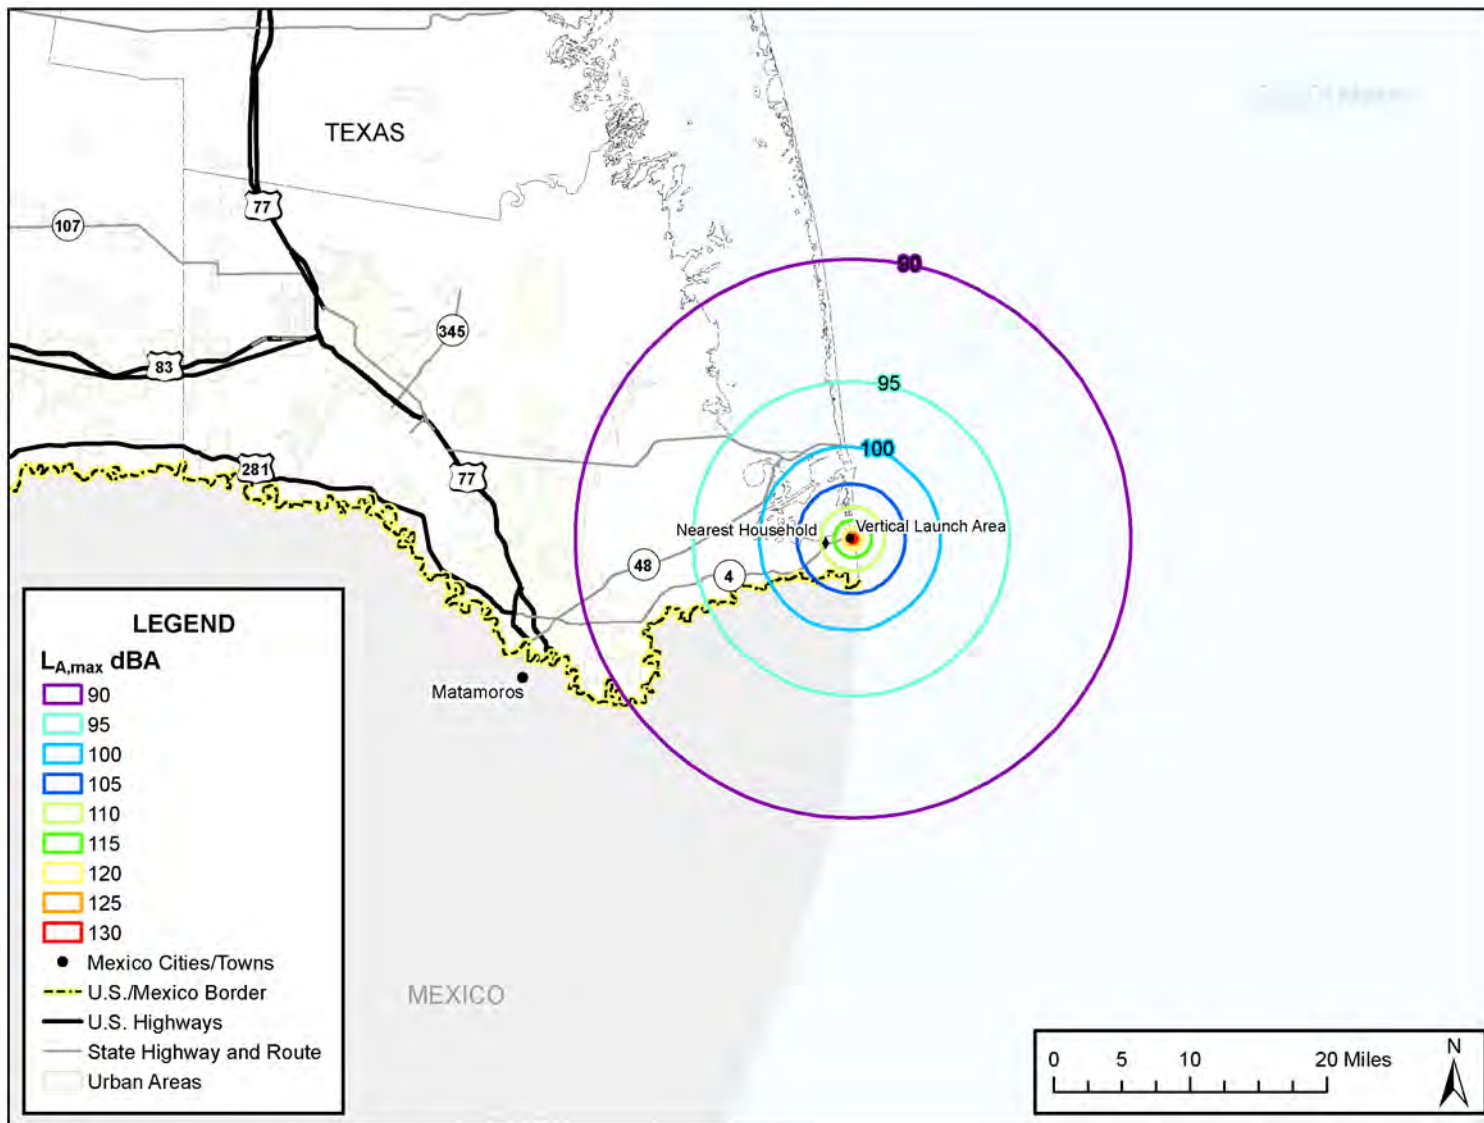 TEXAS
77
107
90
345
83
95
100
281
77
Nearest Household
Vertical Launch Area
48
4
Matamoros
MEXICO
LEGEND
LA,max dBA
90
95
100
105
110
115
120
125
130
Mexico Cities/Towns
U.S./Mexico Border
U.S. Highways
State Highway and Route
Urban Areas
0 5 10 20 Miles
N